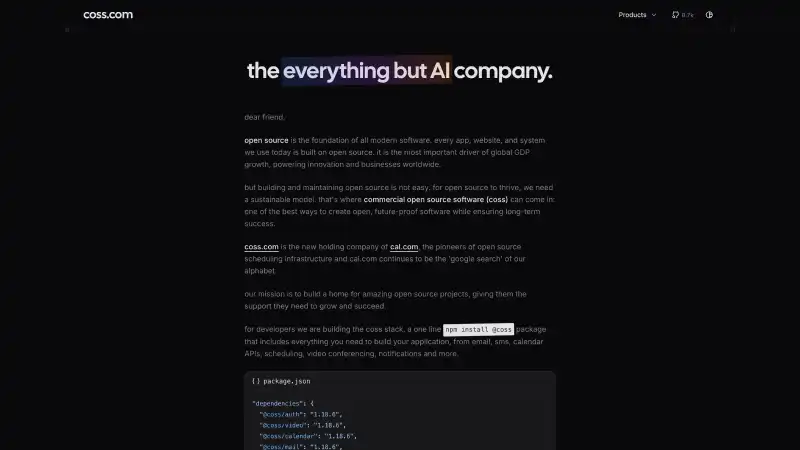 coss.com
Products
8.7k
the everything but AI company.
dear friend,
open source is the foundation of all modern software. every app, website, and system
we use today is built on open source. it is the most important driver of global GDP
growth, powering innovation and businesses worldwide.
but building and maintaining open source is not easy. for open source to thrive, we need
a sustainable model. that's where commercial open source software (coss) can come in:
one of the best ways to create open, future-proof software while ensuring long-term
success.
coss.com is the new holding company of cal.com, the pioneers of open source
scheduling infrastructure and cal.com continues to be the 'google search' of our
alphabet.
our mission is to build a home for amazing open source projects, giving them the
support they need to grow and succeed.
for developers we are building the coss stack, a one line npm install @coss package
that includes everything you need to build your application, from email, sms, calendar
APIs, scheduling, video conferencing, notifications and more.
{} package.json
"dependencies": {
"@coss/auth": "1.18.6",
"@coss/video": "1.18.6",
"@coss/calendar": "1.18.6",
"@coss/mail": "1.18.6",